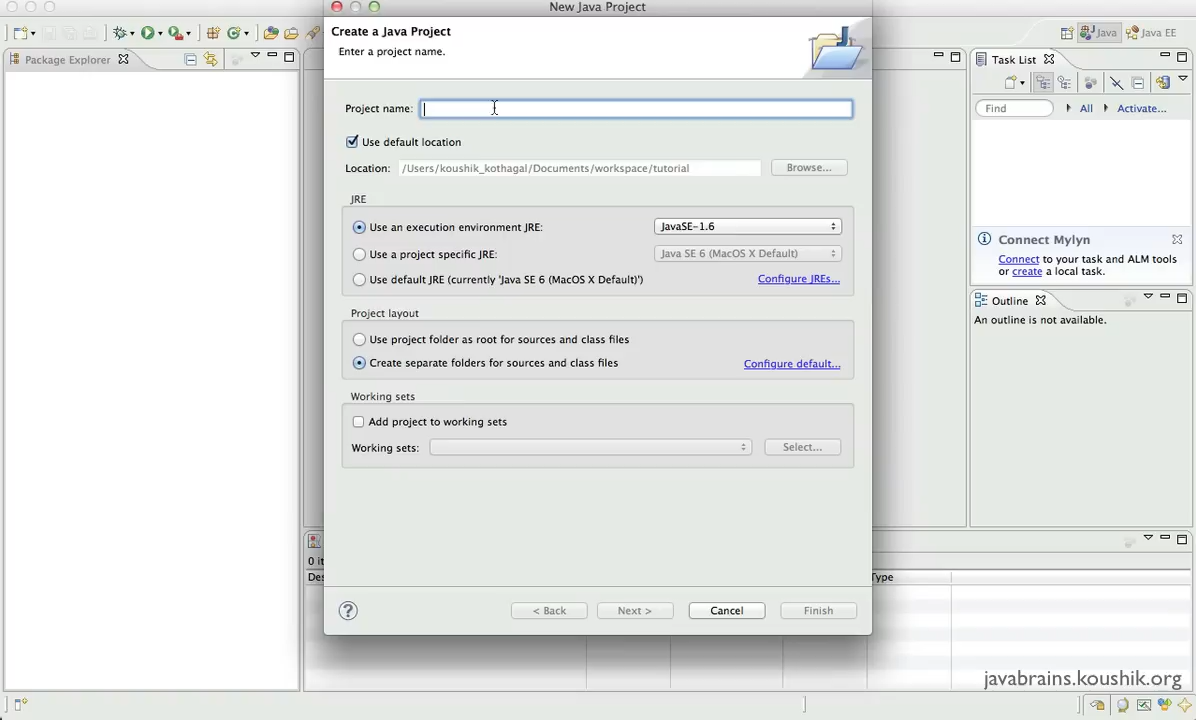 New Java Project
Create a Java Project
Enter a project name.
Java
Java EE
Package Explorer
Task List
Find
All
Activate...
Project name:
Use default location
Location: /Users/koushik_kothagal/Documents/workspace/tutorial Browse...
JRE
Use an execution environment JRE: JavaSE-1.6
Use a project specific JRE: Java SE 6 (MacOS X Default)
Use default JRE (currently 'Java SE 6 (MacOS X Default)') Configure JREs...
Connect Mylyn
Connect to your task and ALM tools
or create a local task.
Project layout
Use project folder as root for sources and class files
Create separate folders for sources and class files Configure default...
Outline
An outline is not available.
Working sets
Add project to working sets
Working sets: Select...
0 it
Des
Type
? < Back Next > Cancel Finish
javabrains.koushik.org